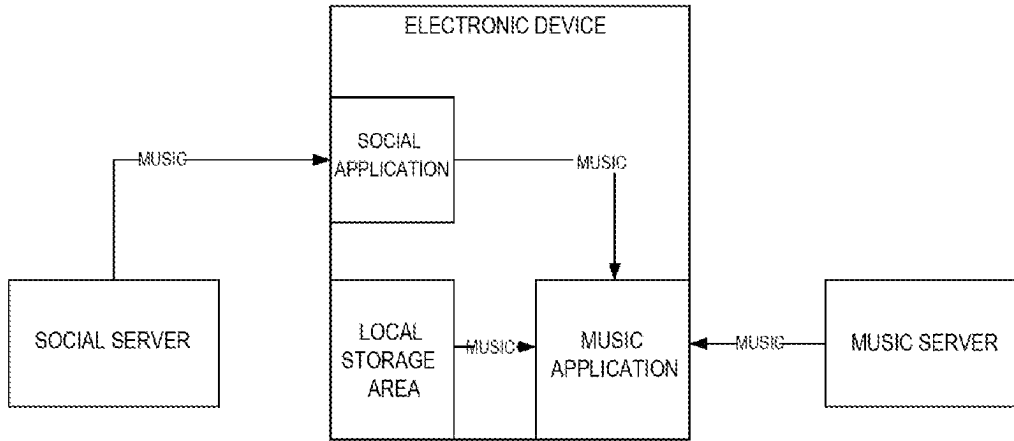 ELECTRONIC DEVICE
SOCIAL
APPLICATION
MUSIC
MUSIC
SOCIAL SERVER
LOCAL
STORAGE
AREA
MUSIC
MUSIC
APPLICATION
MUSIC
MUSIC SERVER